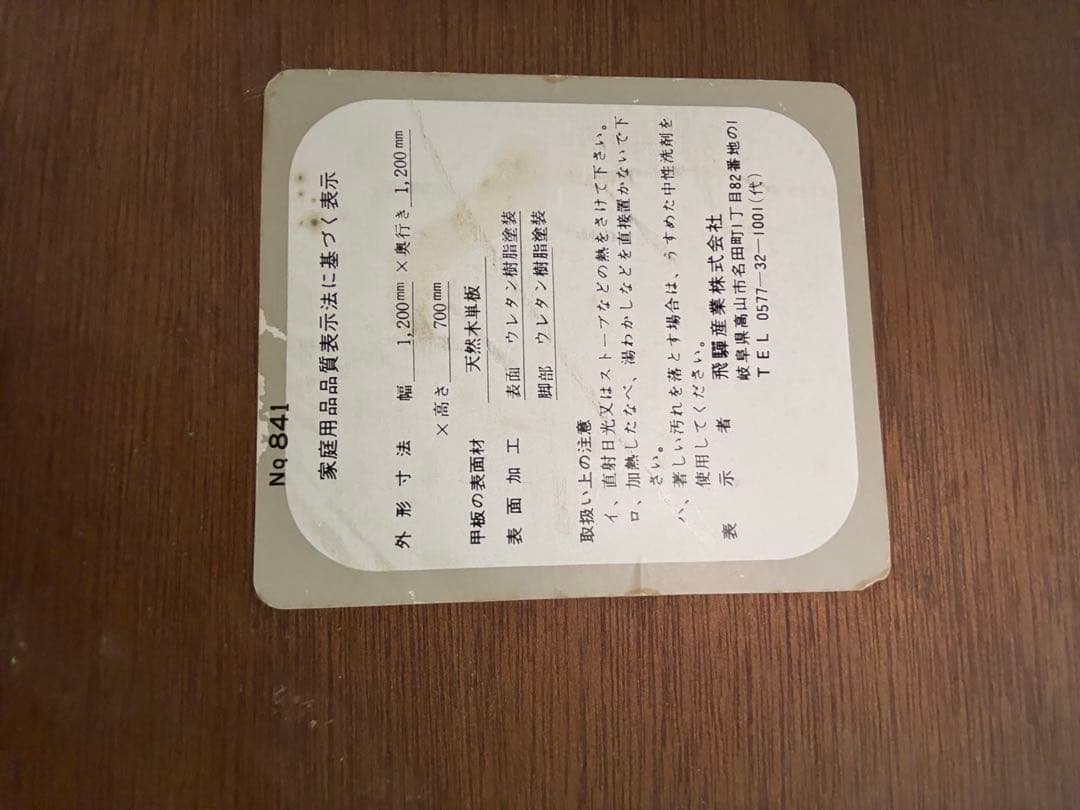 No 841
家庭用品品質表示法に基づく表示
外形寸法 幅 1,200mm×奥行き 1,200mm
×高さ 700mm
甲板の表面材 天然木単板
表面加工 表面 ウレタン樹脂塗装
脚部 ウレタン樹脂塗装
取扱い上の注意
イ、直射日光又はストーブなどの熱をさけて下さい。
ロ、加熱したなべ、湯わかしなどを直接置かないで下
さい。
ハ、著しい汚れを落とす場合は、うすめた中性洗剤を
使用してください。
表示者 飛驒産業株式会社
岐阜県高山市名田町1丁目82番地の1
TEL 0577-32-1001(代)